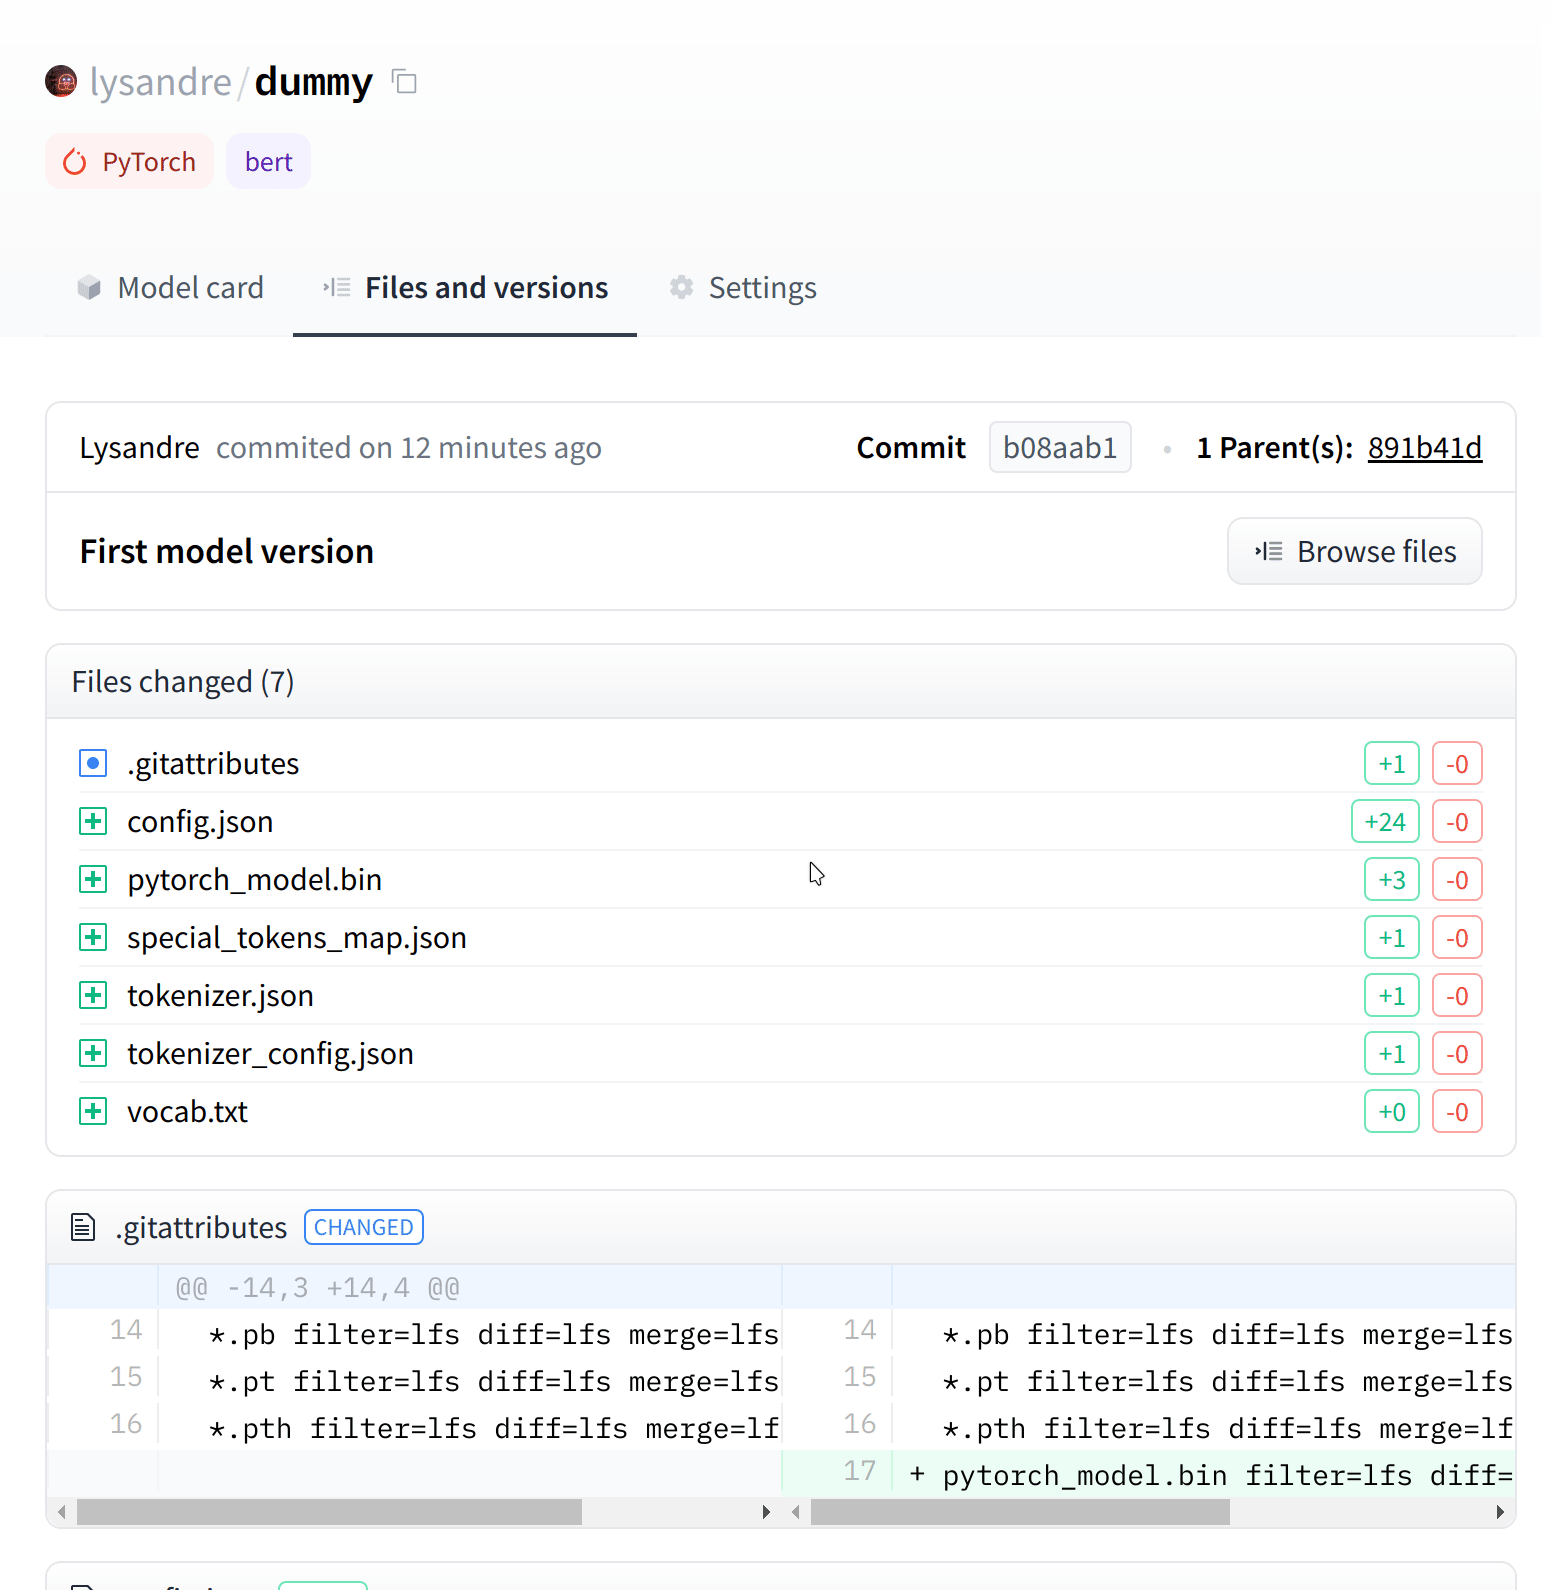 lysandre/dummy
PyTorch bert
Model card Files and versions Settings
Lysandre commited on 12 minutes ago Commit b08aab1 • 1 Parent(s): 891b41d
First model version Browse files
Files changed (7)
.gitattributes +1 -0
config.json +24 -0
pytorch_model.bin +3 -0
special_tokens_map.json +1 -0
tokenizer.json +1 -0
tokenizer_config.json +1 -0
vocab.txt +0 -0
.gitattributes CHANGED
@@ -14,3 +14,4 @@
14 *.pb filter=lfs diff=lfs merge=lfs 14 *.pb filter=lfs diff=lfs merge=lfs
15 *.pt filter=lfs diff=lfs merge=lfs 15 *.pt filter=lfs diff=lfs merge=lfs
16 *.pth filter=lfs diff=lfs merge=lf 16 *.pth filter=lfs diff=lfs merge=lf
17 + pytorch_model.bin filter=lfs diff=